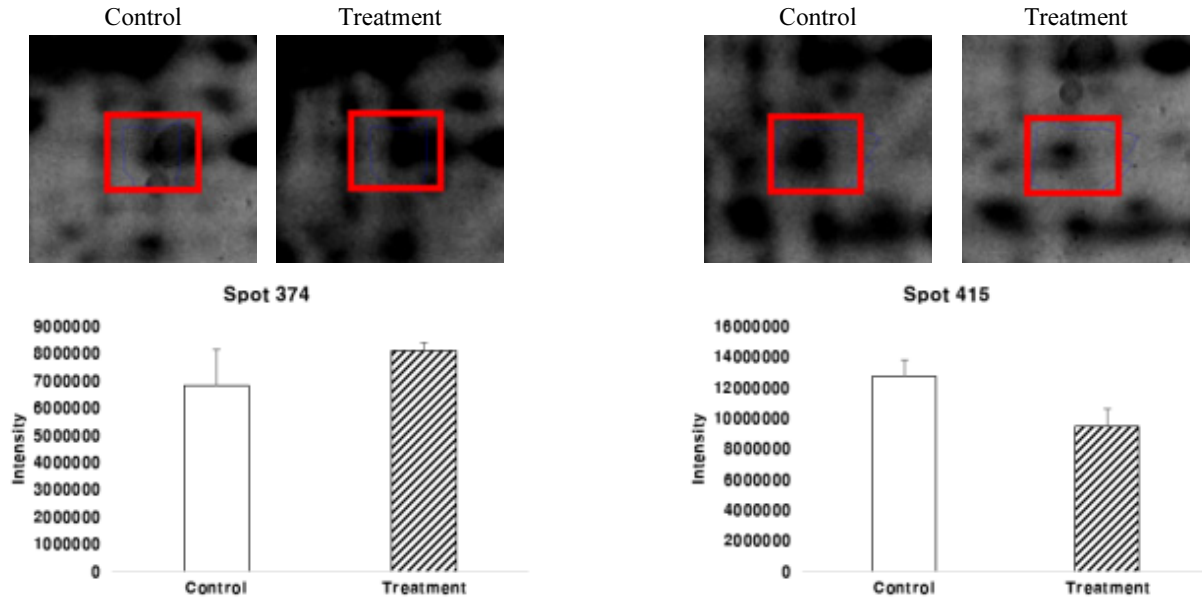 Control Treatment
Control Treatment
Spot 374
9000000
8000000
7000000
6000000
5000000
4000000
3000000
2000000
1000000
0
Intensity
Control Treatment
Spot 415
16000000
14000000
12000000
10000000
8000000
6000000
4000000
2000000
0
Intensity
Control Treatment